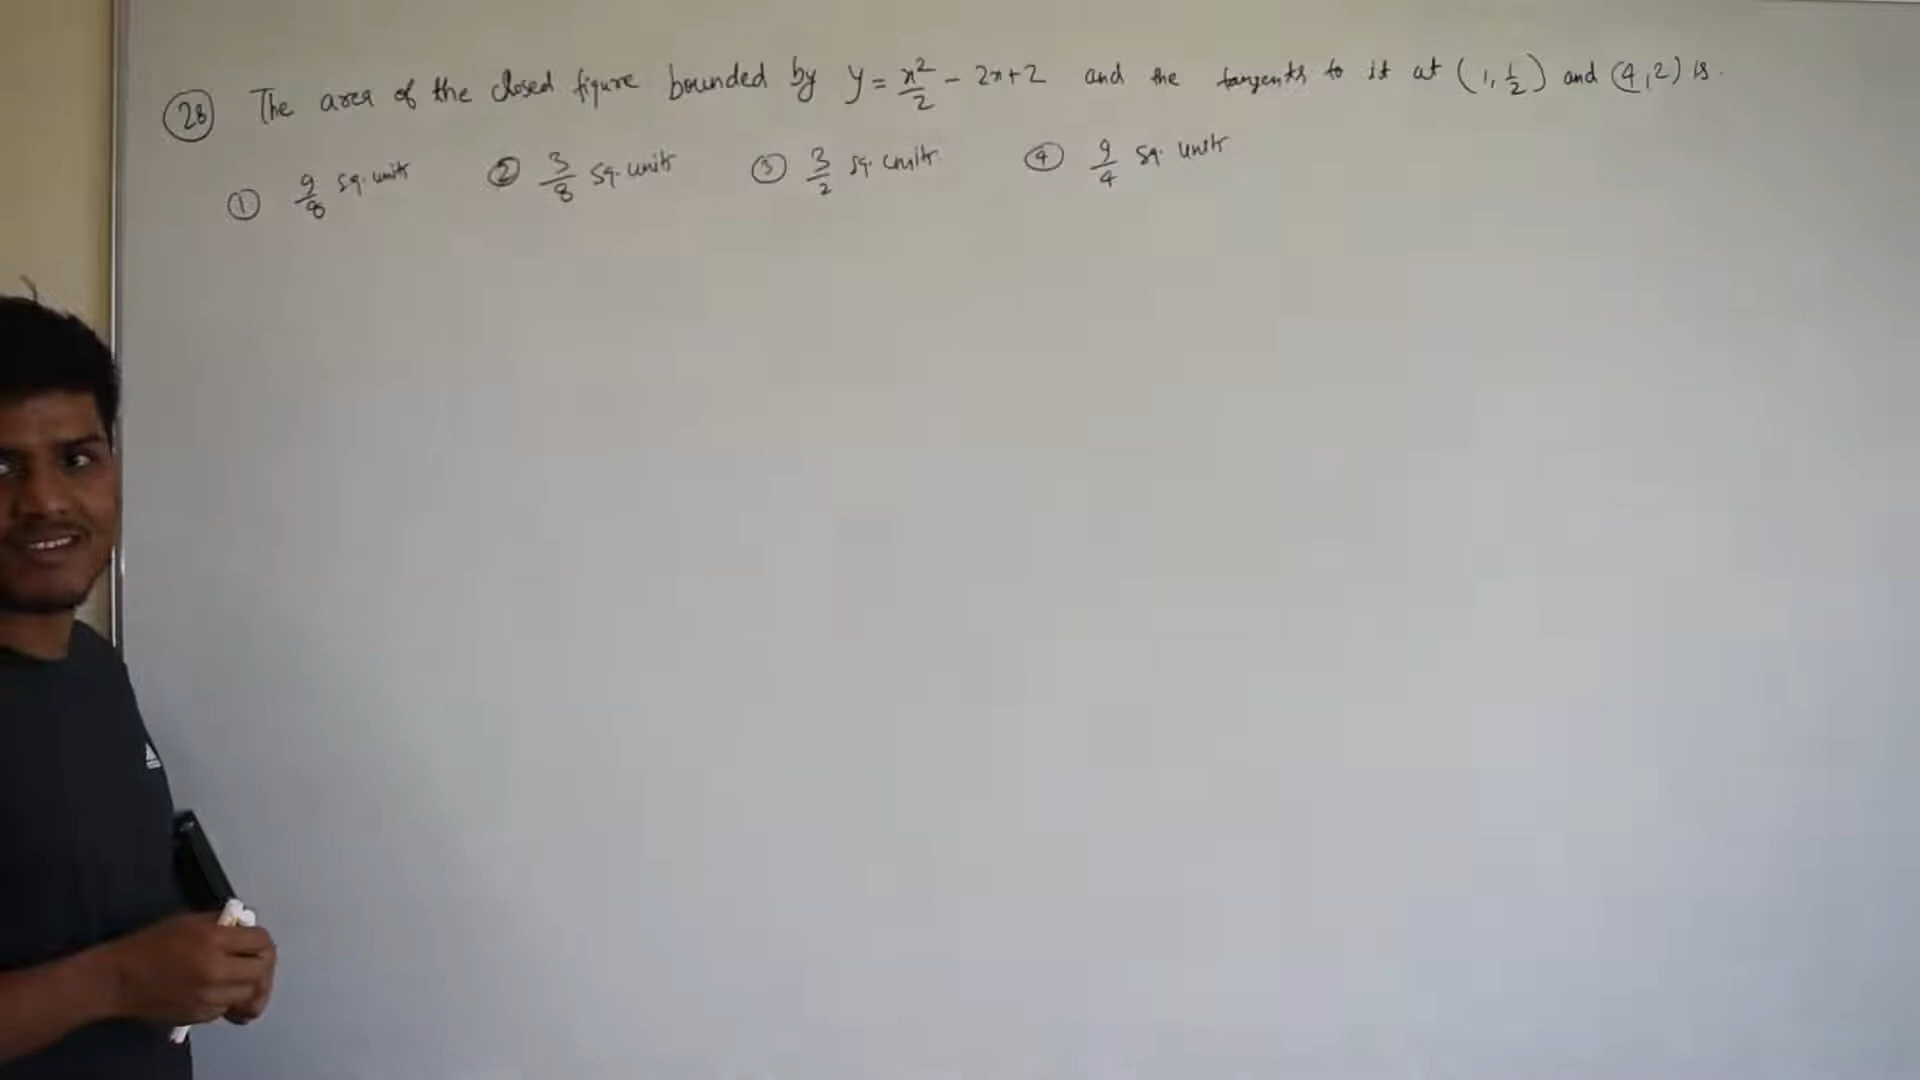 (28) The area of the closed figure bounded by y = x²/2 - 2x+2 and the tangents to it at (1, 1/2) and (4,2) is.
(1) 9/8 sq. units (2) 3/8 sq. units (3) 3/2 sq. units (4) 9/4 sq. units